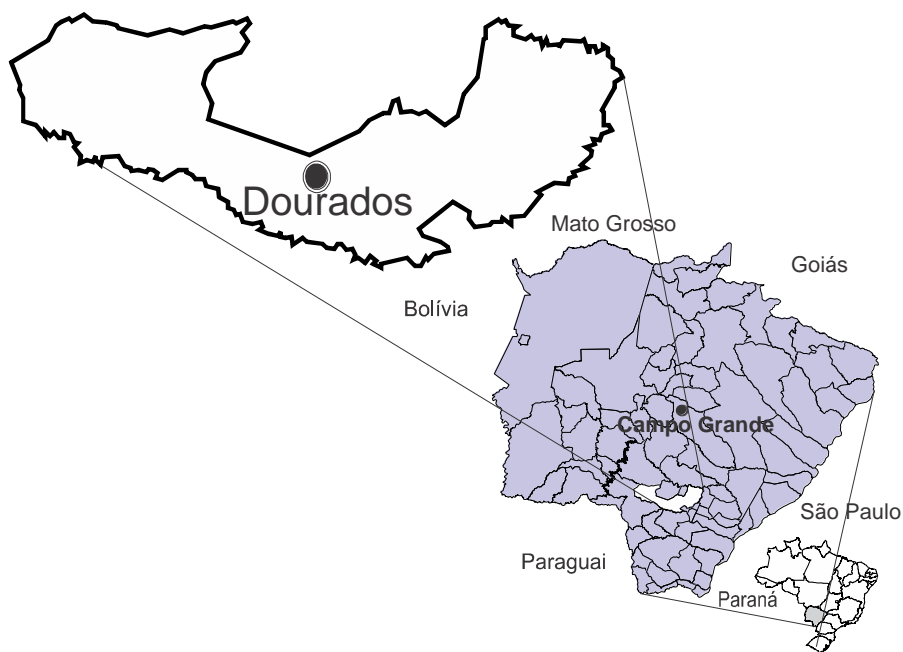 Dourados
Mato Grosso
Goiás
Bolívia
Campo Grande
São Paulo
Paraguai
Paraná